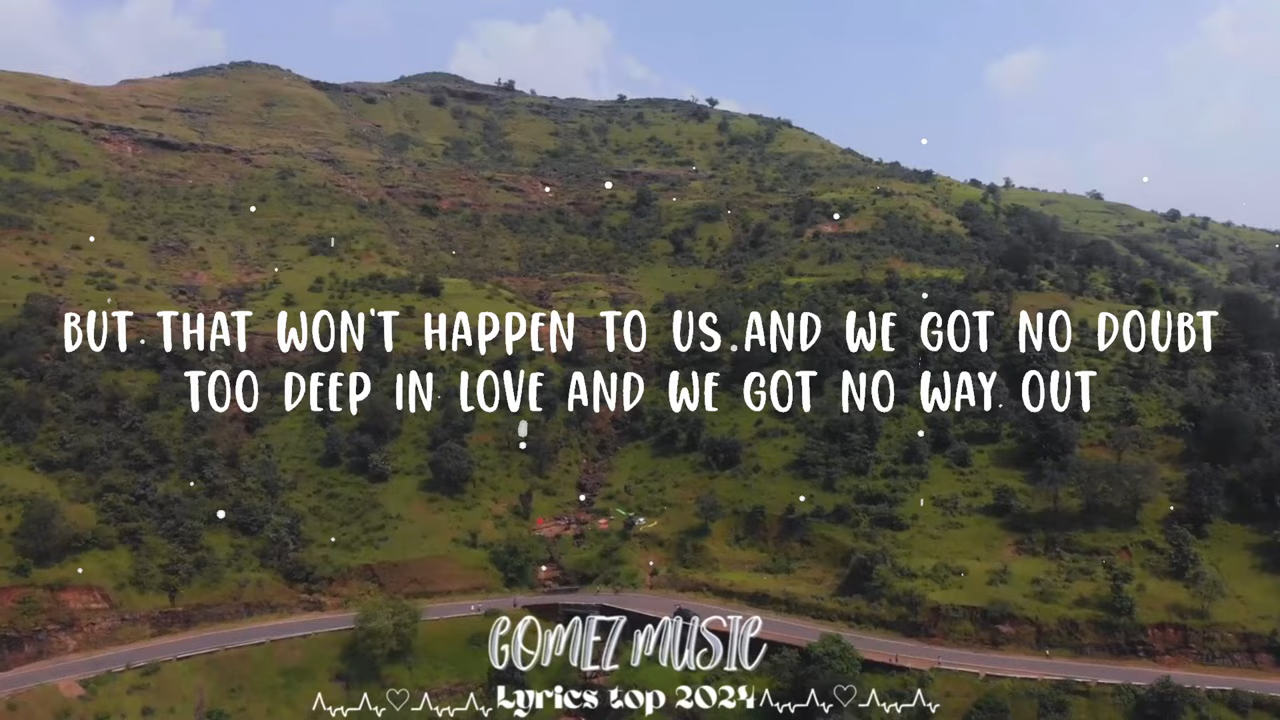 BUT THAT WON'T HAPPEN TO US.AND WE GOT NO DOUBT
TOO DEEP IN LOVE AND WE GOT NO WAY OUT
GOMEZ MUSIC
Lyrics top 2024